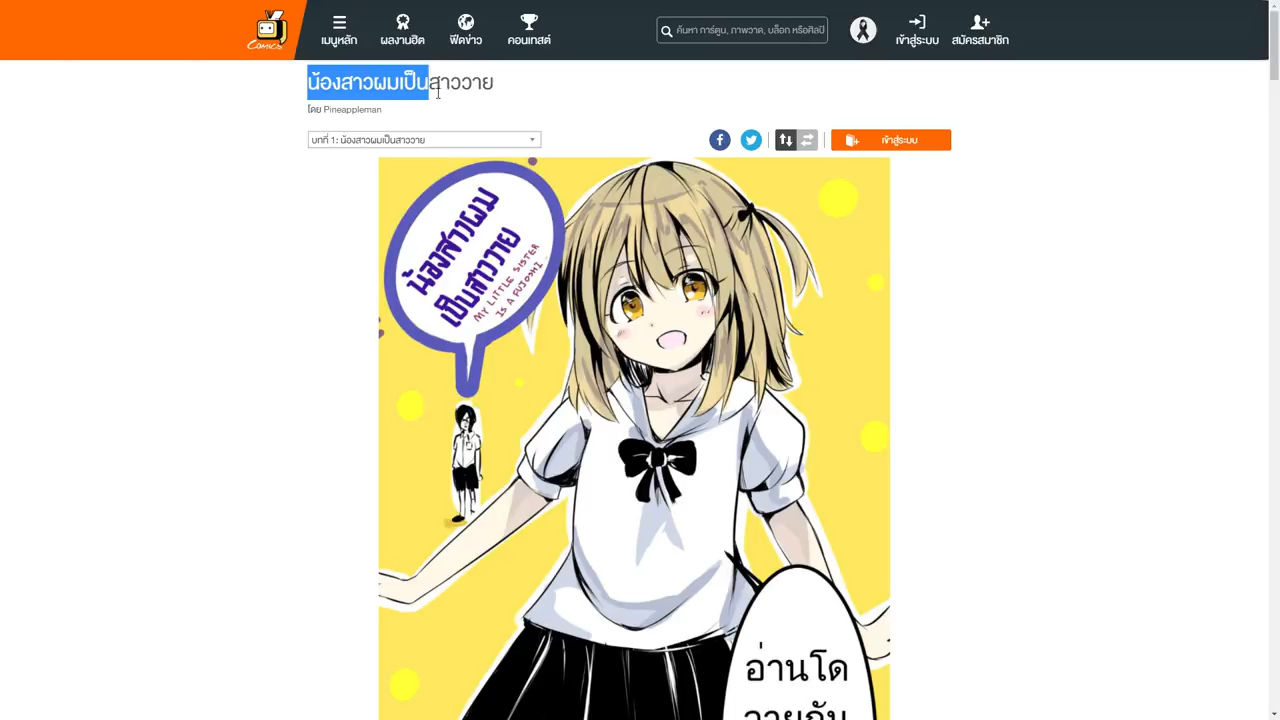 Comics
เมนูหลัก
ผลงานฮิต
ฟีดข่าว
คอนเทสต์
ค้นหา การ์ตูน, ภาพวาด, บล็อก หรือศิลปิ
เข้าสู่ระบบ
สมัครสมาชิก
น้องสาวผมเป็นสาววาย
โดย Pineappleman
บทที่ 1: น้องสาวผมเป็นสาววาย
เข้าสู่ระบบ
น้องสาวผม
เป็นสาววาย
MY LITTLE SISTER
IS A FUJOSHI
อ่านโด
วายกัน